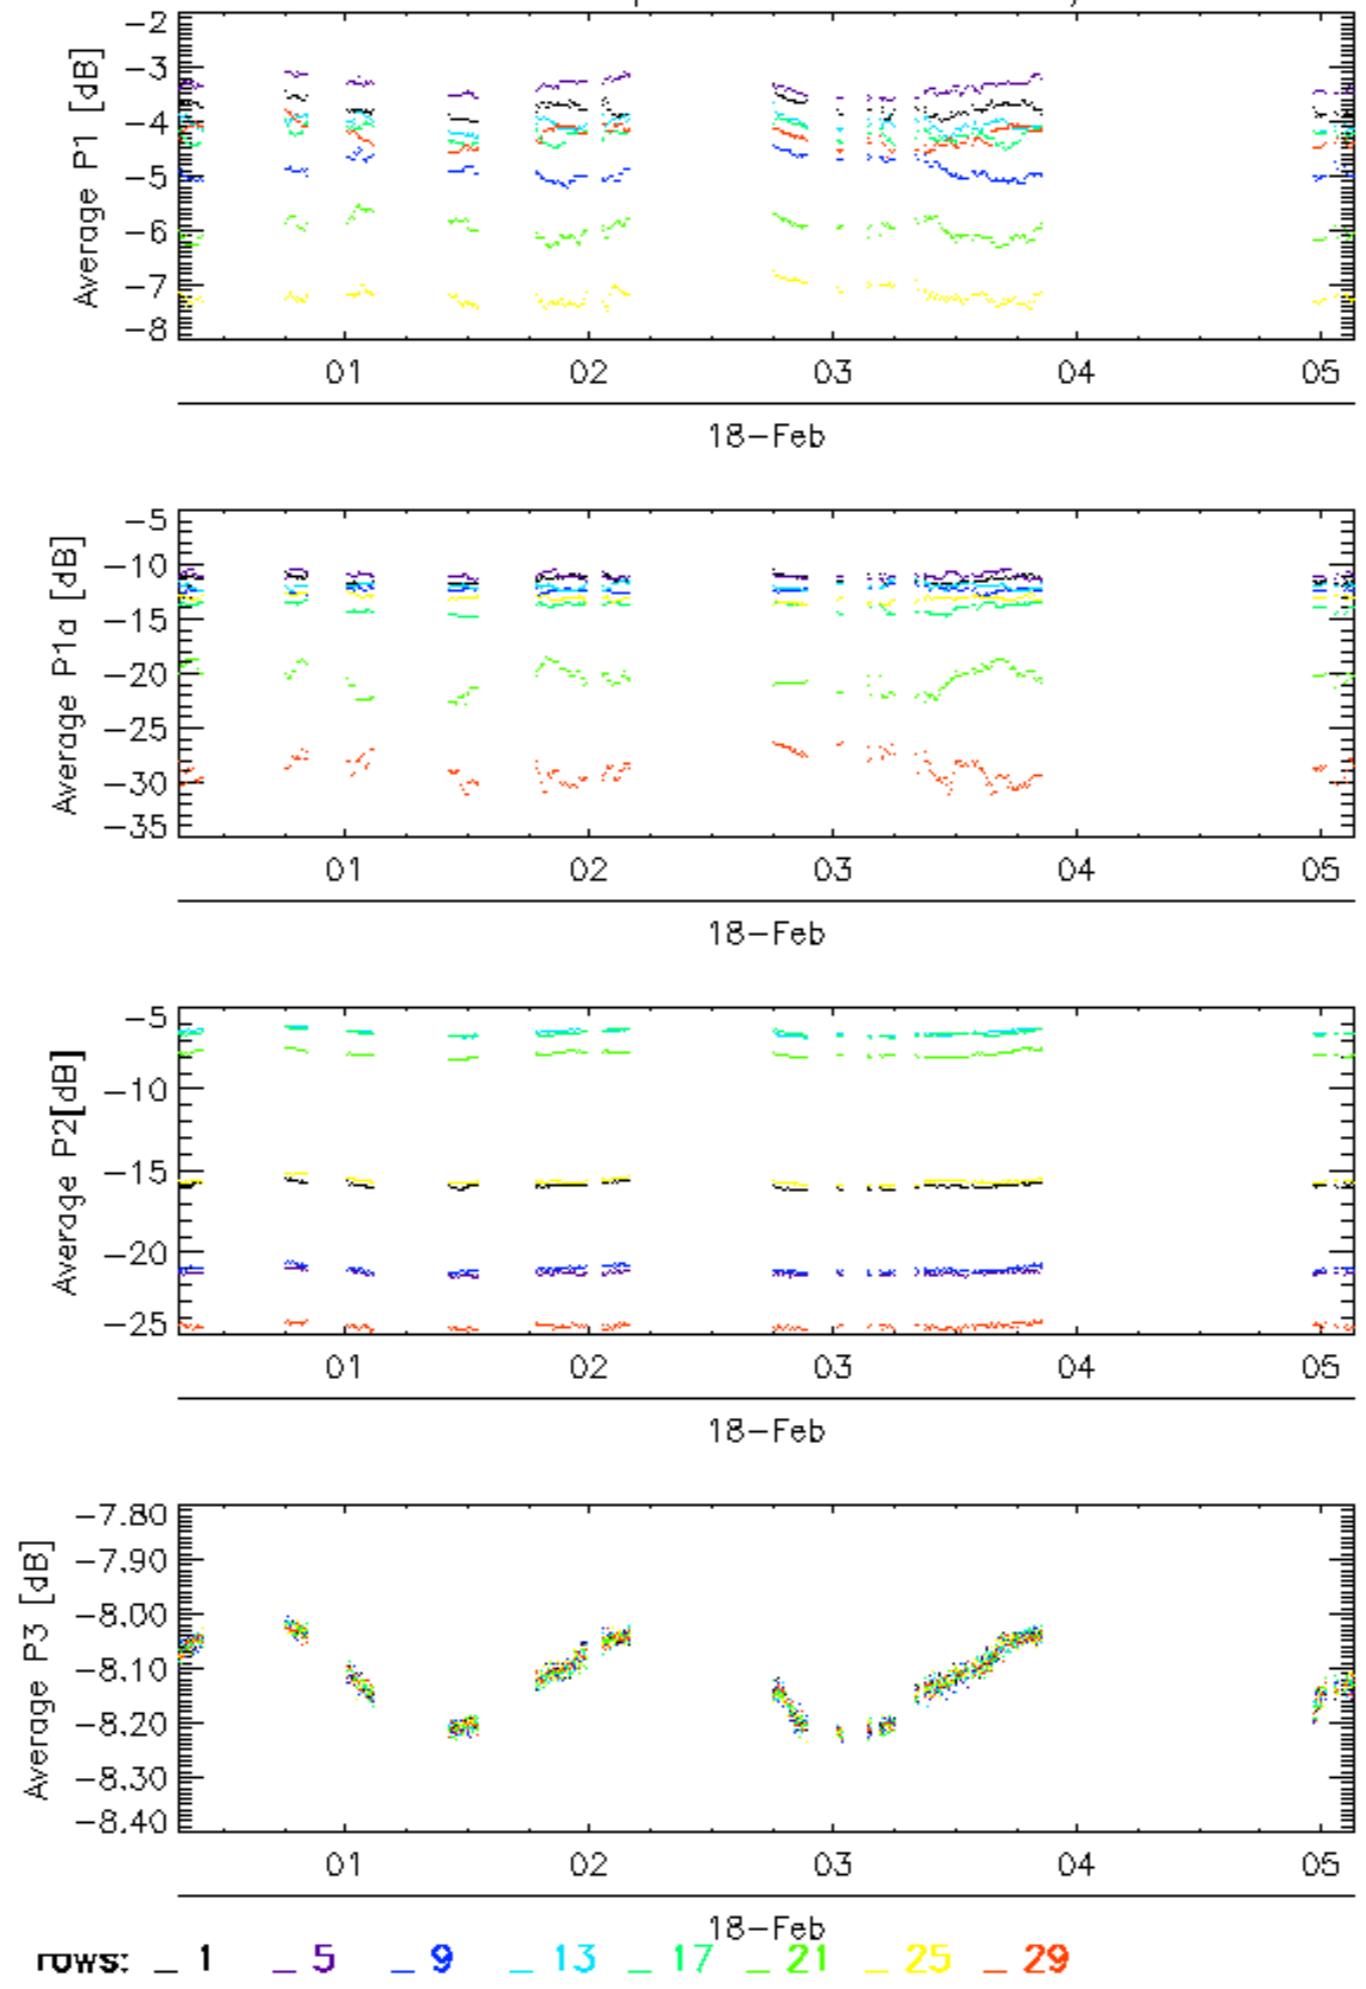 -2
-3
-4
-5
-6
-7
-8
Average P1 [dB]
01 02 03 04 05
18-Feb
-5
-10
-15
-20
-25
-30
-35
Average P1a [dB]
01 02 03 04 05
18-Feb
-5
-10
-15
-20
-25
Average P2[dB]
01 02 03 04 05
18-Feb
-7.80
-7.90
-8.00
-8.10
-8.20
-8.30
-8.40
Average P3 [dB]
01 02 03 04 05
18-Feb
rows: _ 1 _ 5 _ 9 _ 13 _ 17 _ 21 _ 25 _ 29